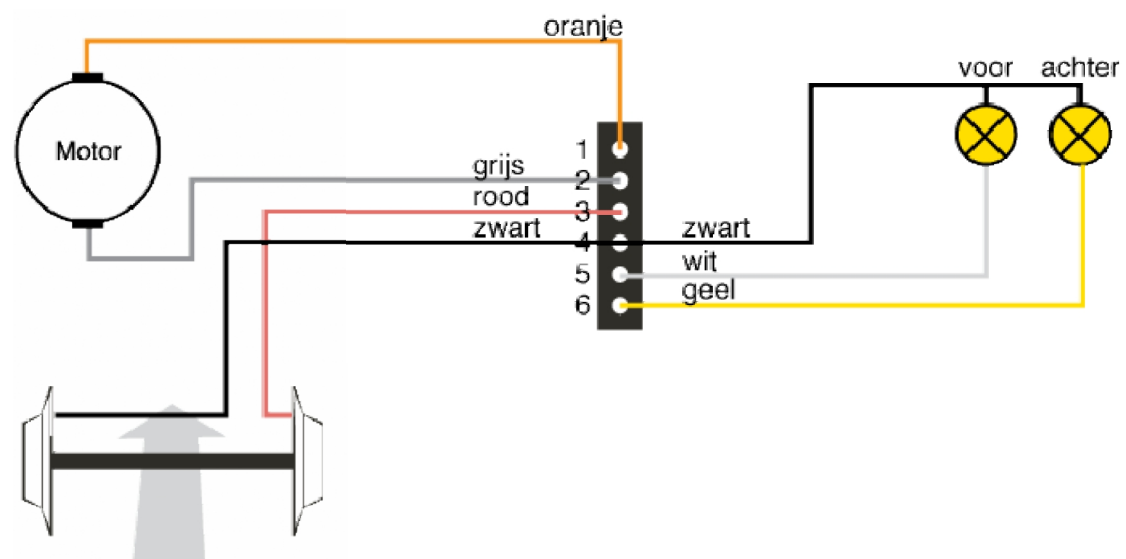 oranje
voor achter
Motor
1
grijs 2
rood 3
zwart 4 zwart
5 wit
6 geel